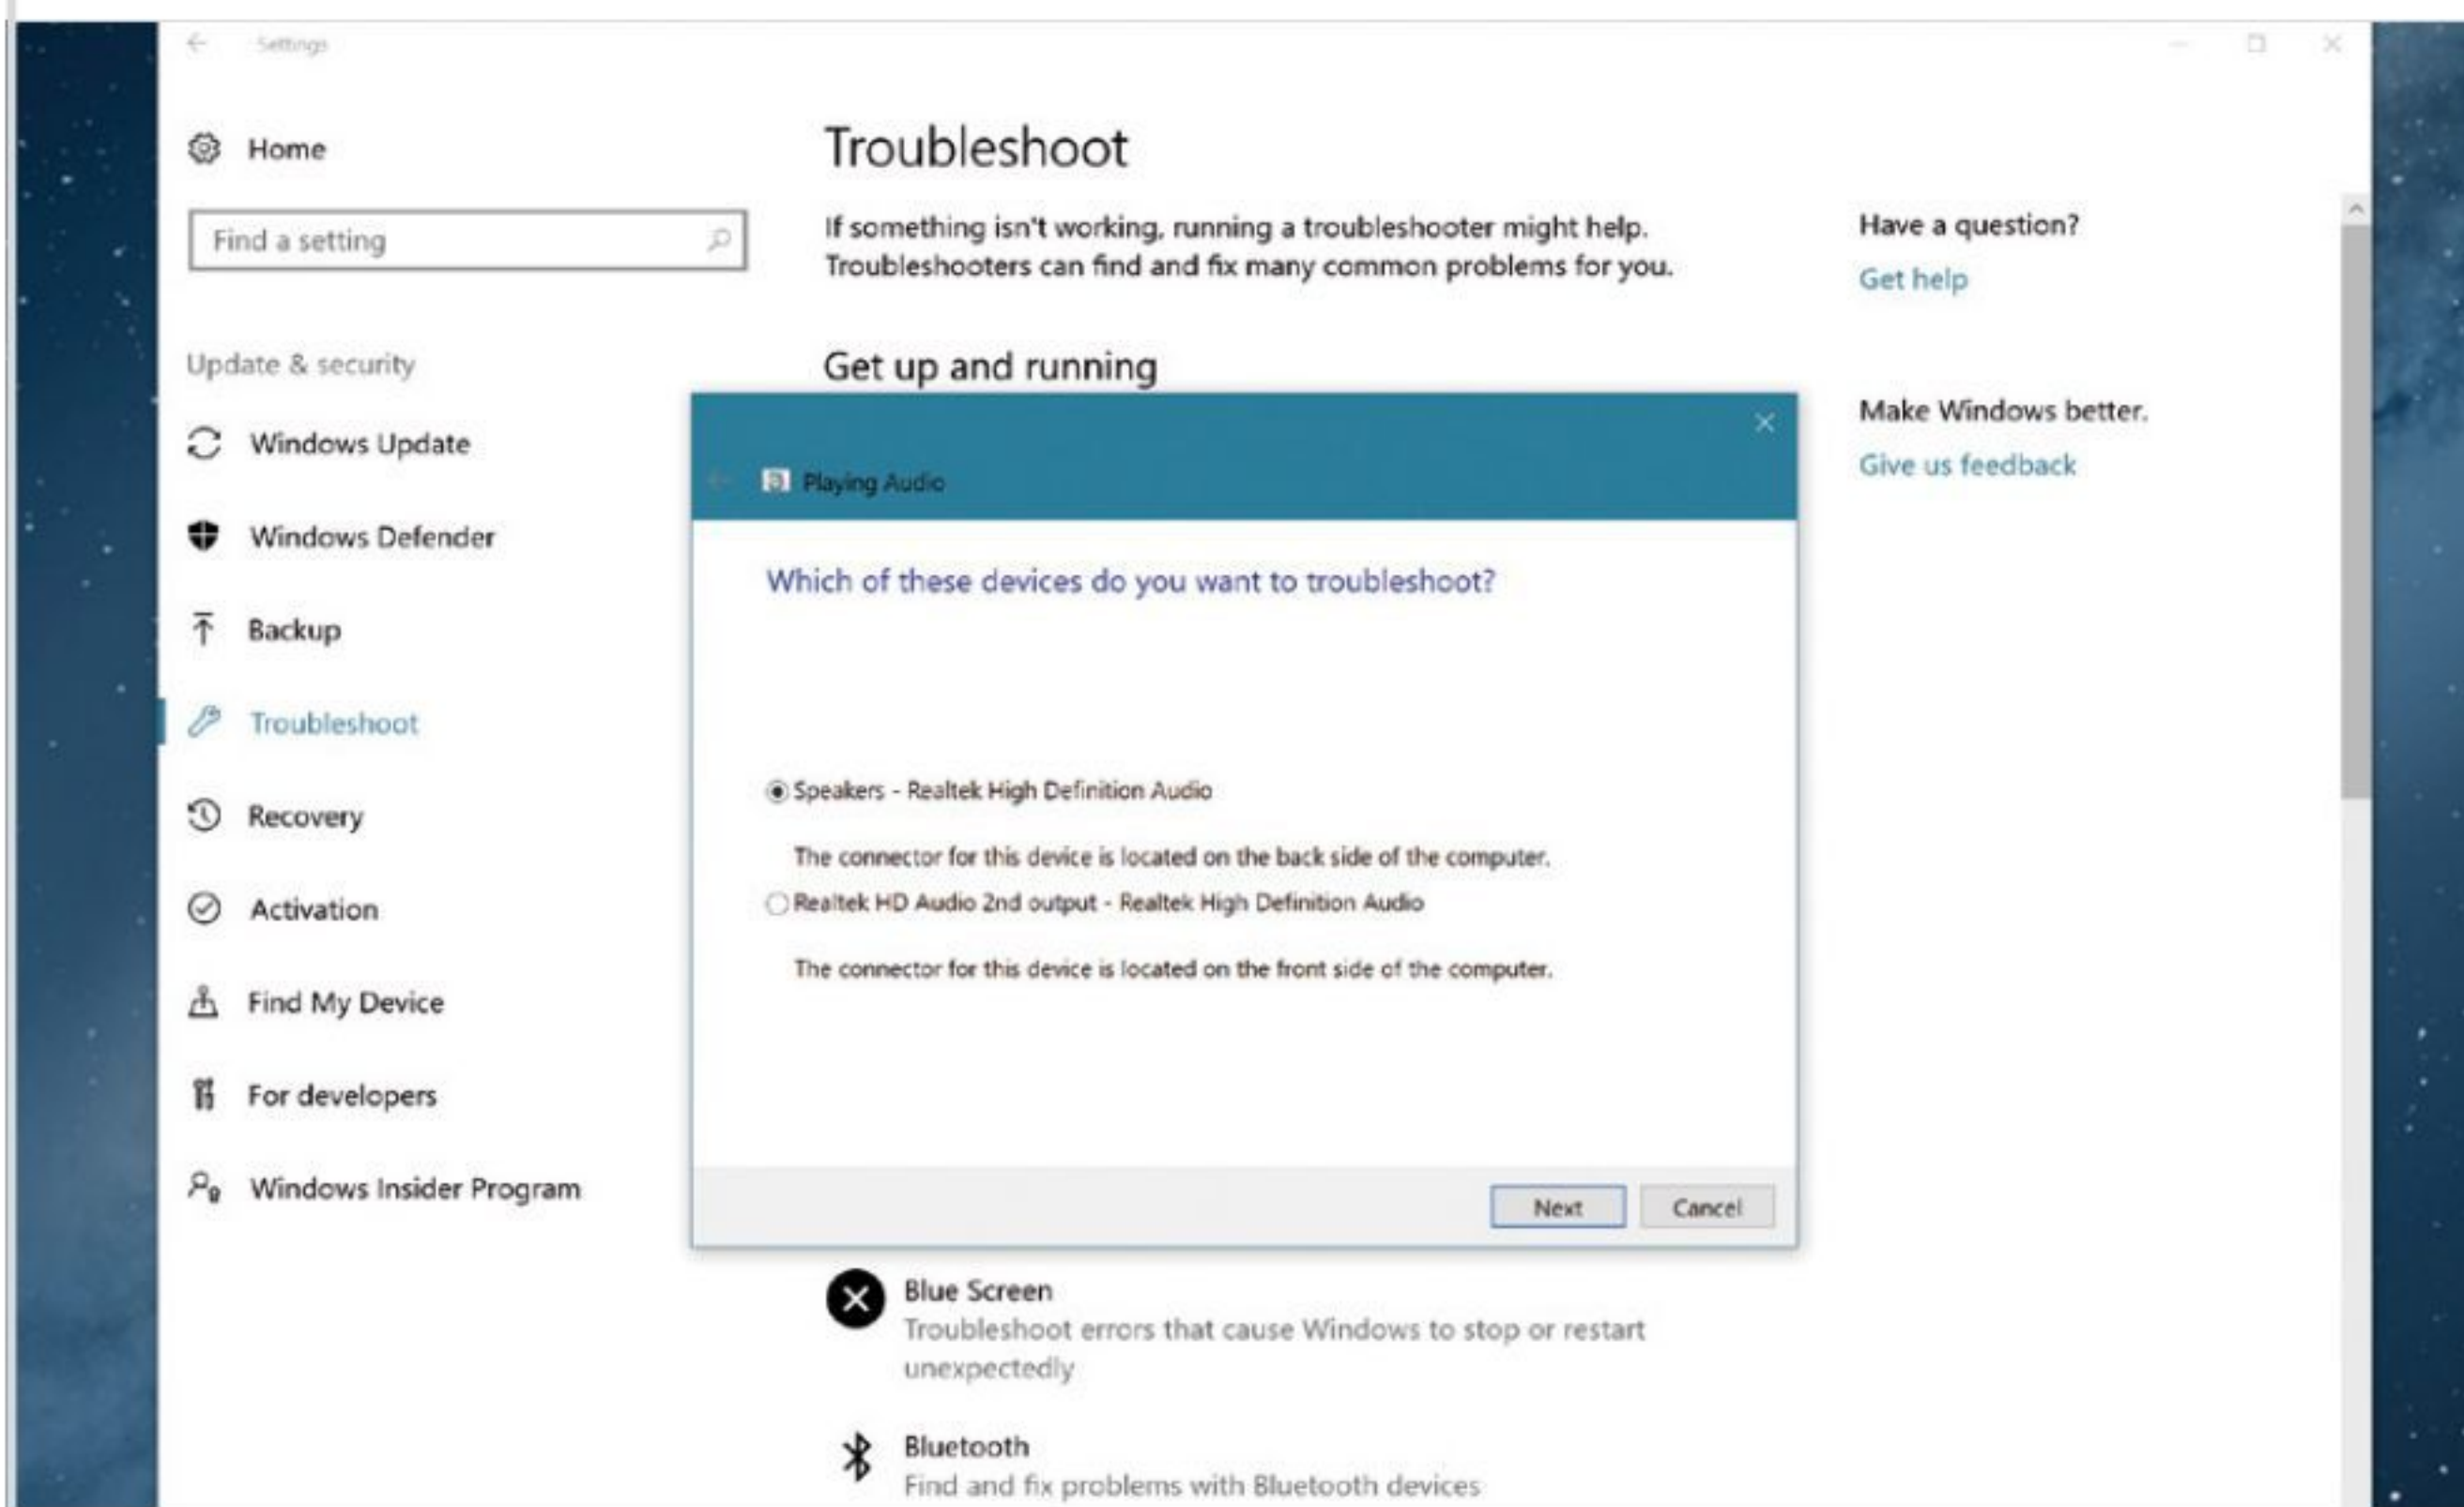 Settings
Home
Find a setting
Update & security
Windows Update
Windows Defender
Backup
Troubleshoot
Recovery
Activation
Find My Device
For developers
Windows Insider Program
Troubleshoot
If something isn't working, running a troubleshooter might help.
Troubleshooters can find and fix many common problems for you.
Get up and running
Playing Audio
Which of these devices do you want to troubleshoot?
Speakers - Realtek High Definition Audio
The connector for this device is located on the back side of the computer.
Realtek HD Audio 2nd output - Realtek High Definition Audio
The connector for this device is located on the front side of the computer.
Next
Cancel
Blue Screen
Troubleshoot errors that cause Windows to stop or restart
unexpectedly
Bluetooth
Find and fix problems with Bluetooth devices
Have a question?
Get help
Make Windows better.
Give us feedback